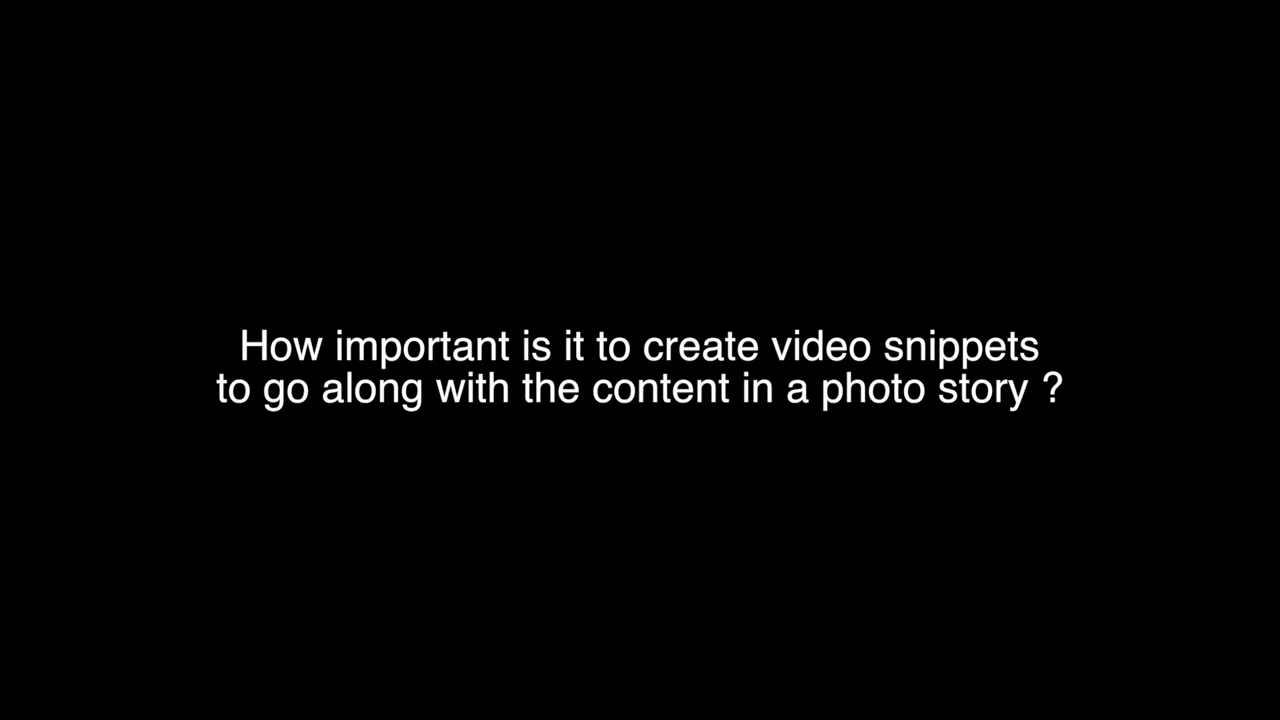 How important is it to create video snippets
to go along with the content in a photo story ?